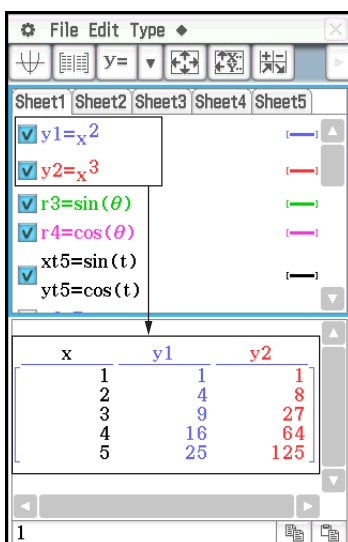 File Edit Type ◆
y=
Sheet1 Sheet2 Sheet3 Sheet4 Sheet5
y1=x2
y2=x3
r3=sin(θ)
r4=cos(θ)
xt5=sin(t)
yt5=cos(t)
x y1 y2
1 1 1
2 4 8
3 9 27
4 16 64
5 25 125
1